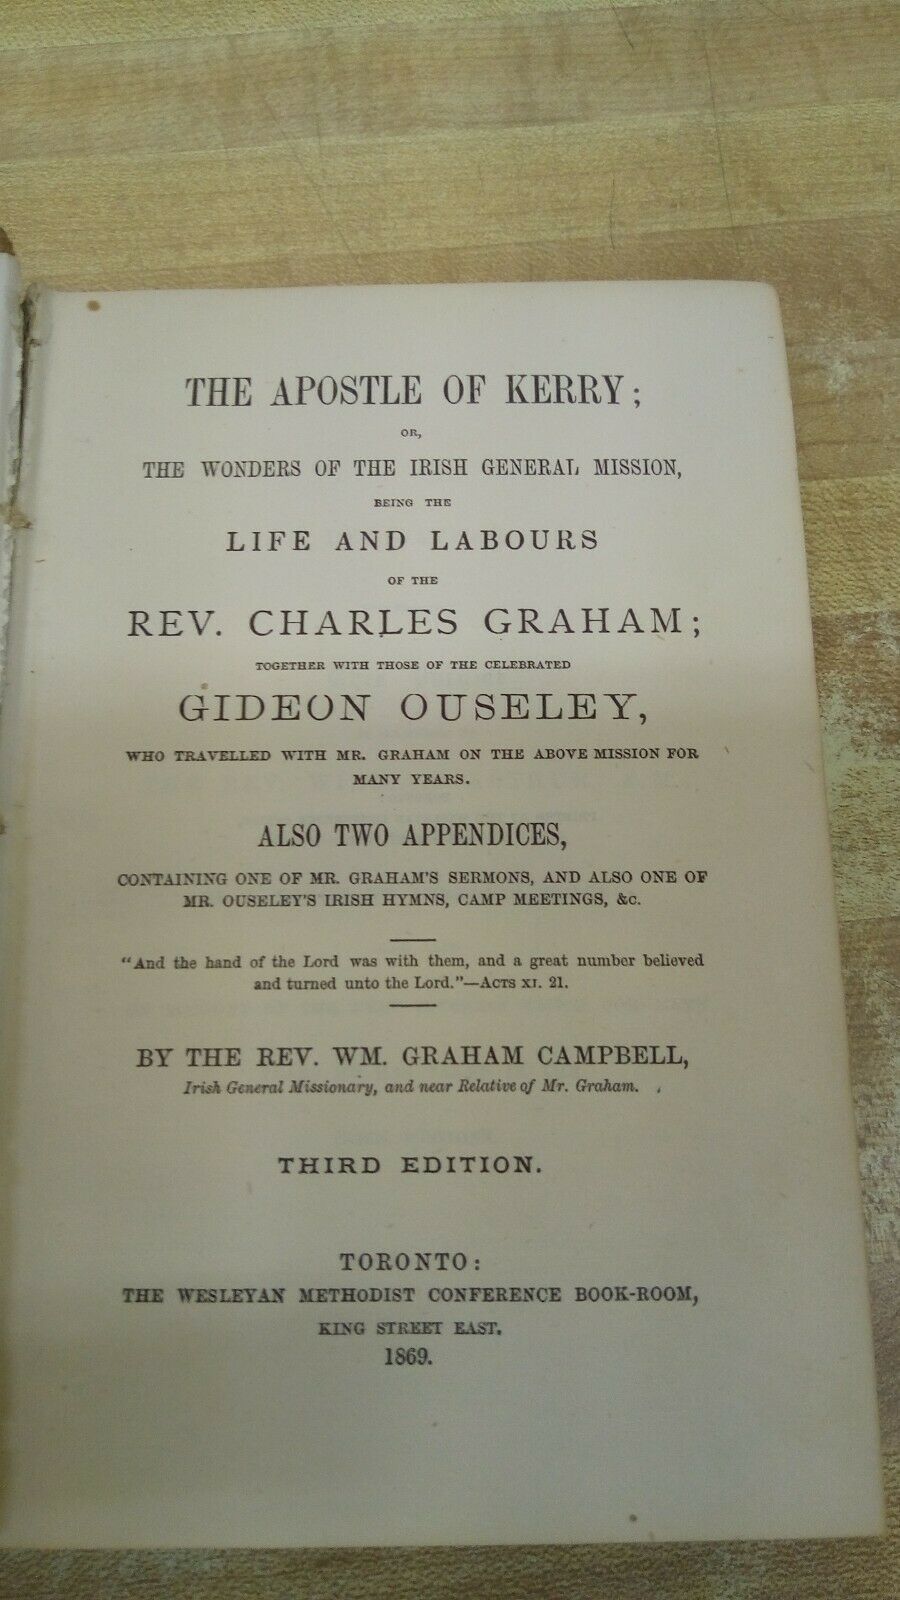 THE APOSTLE OF KERRY;
OR,
THE WONDERS OF THE IRISH GENERAL MISSION,
BEING THE
LIFE AND LABOURS
OF THE
REV. CHARLES GRAHAM;
TOGETHER WITH THOSE OF THE CELEBRATED
GIDEON OUSELEY,
WHO TRAVELLED WITH MR. GRAHAM ON THE ABOVE MISSION FOR
MANY YEARS.
ALSO TWO APPENDICES,
CONTAINING ONE OF MR. GRAHAM'S SERMONS, AND ALSO ONE OF
MR. OUSELEY'S IRISH HYMNS, CAMP MEETINGS, &c.
"And the hand of the Lord was with them, and a great number believed
and turned unto the Lord."—ACTS XI. 21.
BY THE REV. WM. GRAHAM CAMPBELL,
Irish General Missionary, and near Relative of Mr. Graham.
THIRD EDITION.
TORONTO:
THE WESLEYAN METHODIST CONFERENCE BOOK-ROOM,
KING STREET EAST.
1869.